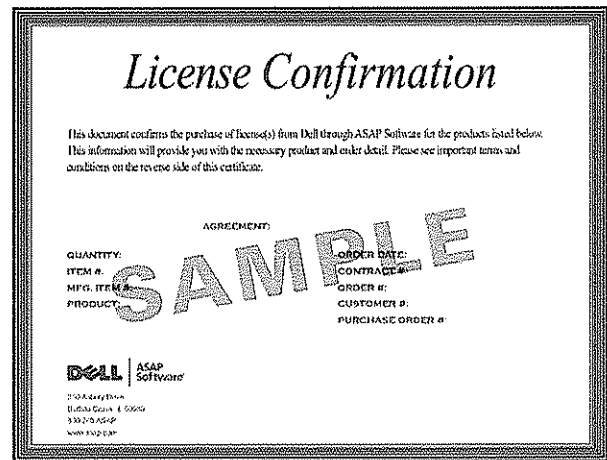 License Confirmation
This document confirms the purchase of license(s) from Dell through ASAP Software for the products listed below.
This information will provide you with the necessary product and order detail. Please see important terms and
conditions on the reverse side of this certificate.
AGREEMENT:
SAMPLE
QUANTITY:
ITEM #:
MFG. ITEM #:
PRODUCT:
ORDER DATE:
CONTRACT #:
ORDER #:
CUSTOMER #:
PURCHASE ORDER #:
DELL
ASAP
Software